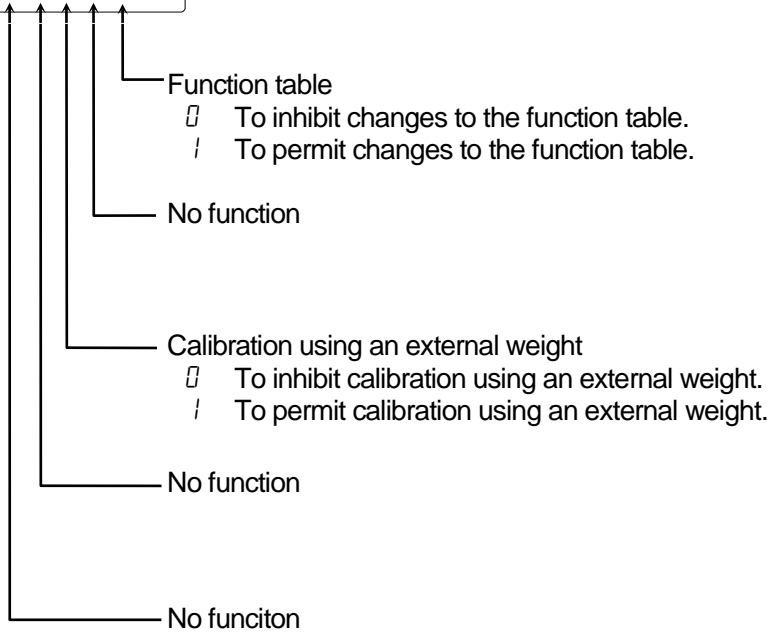 Function table
0 To inhibit changes to the function table.
1 To permit changes to the function table.
No function
Calibration using an external weight
0 To inhibit calibration using an external weight.
1 To permit calibration using an external weight.
No function
No funciton